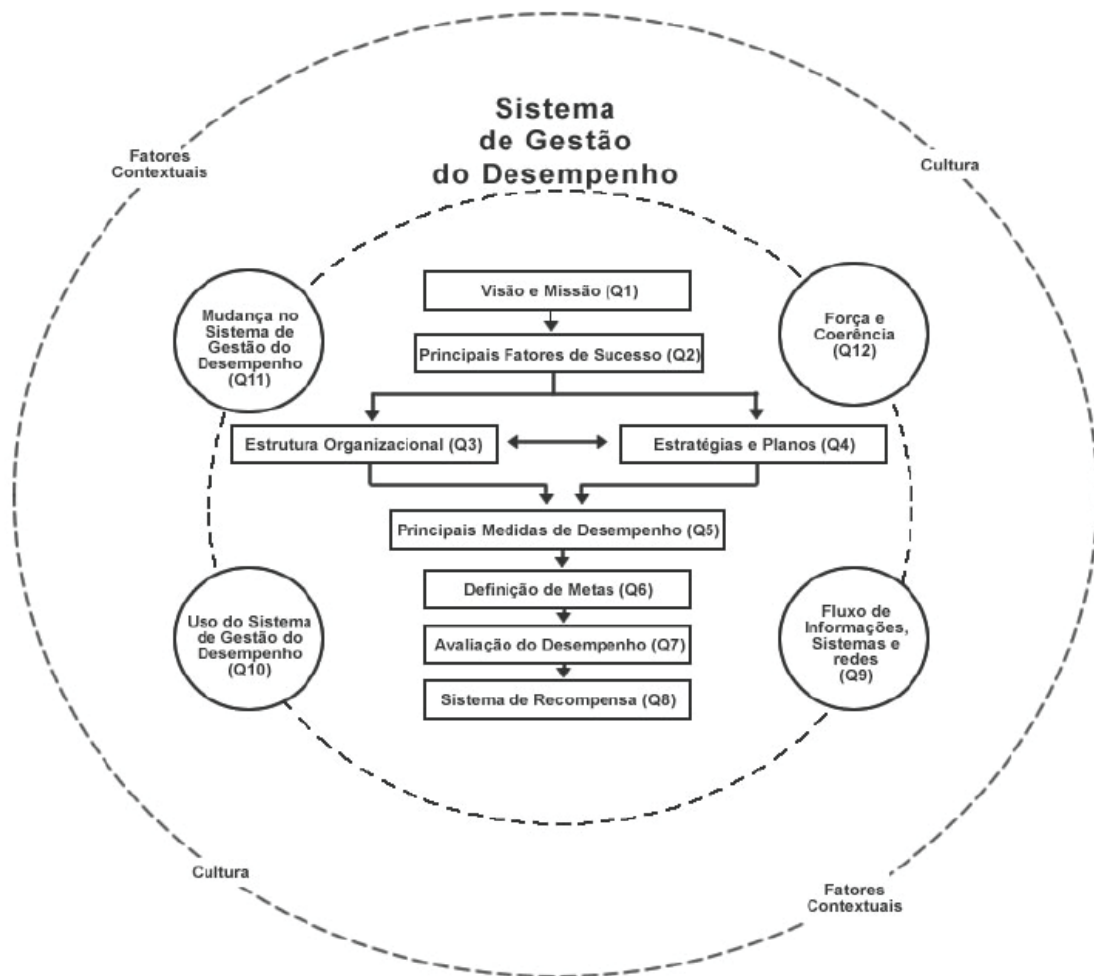 Sistema
de Gestão
do Desempenho
Fatores
Contextuais
Cultura
Visão e Missão (Q1)
Mudança no
Sistema de
Gestão do
Desempenho
(Q11)
Força e
Coerência
(Q12)
Principais Fatores de Sucesso (Q2)
Estrutura Organizacional (Q3)
Estratégias e Planos (Q4)
Principais Medidas de Desempenho (Q5)
Definição de Metas (Q6)
Uso do Sistema
de Gestão do
Desempenho
(Q10)
Avaliação do Desempenho (Q7)
Fluxo de
Informações,
Sistemas e
redes
(Q9)
Sistema de Recompensa (Q8)
Cultura
Fatores
Contextuais